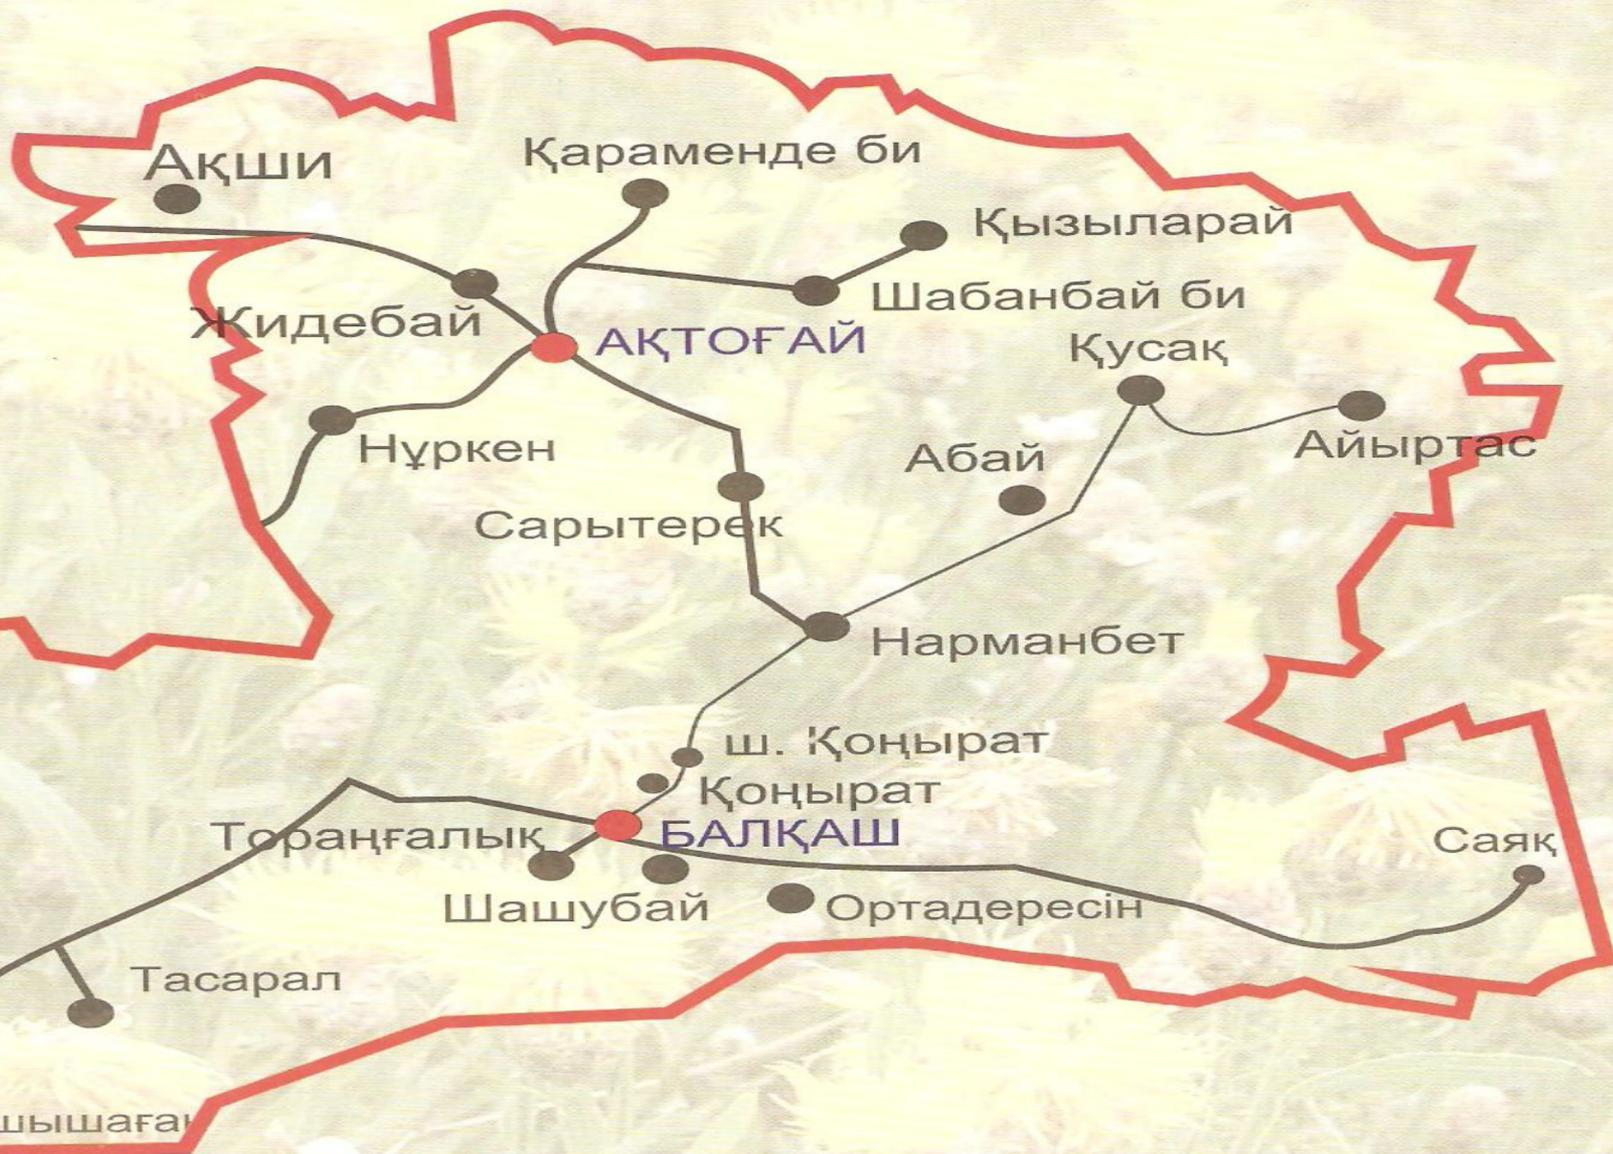 Ақши
Қараменде би
Қызыларай
Шабанбай би
Жидебай
АҚТОҒАЙ
Құсақ
Нұркен
Абай
Айыртас
Сарытерек
Нарманбет
ш. Қоңырат
Қоңырат
Тораңғалық
БАЛҚАШ
Саяқ
Шашубай
Ортадересін
Тасарал
шышаған